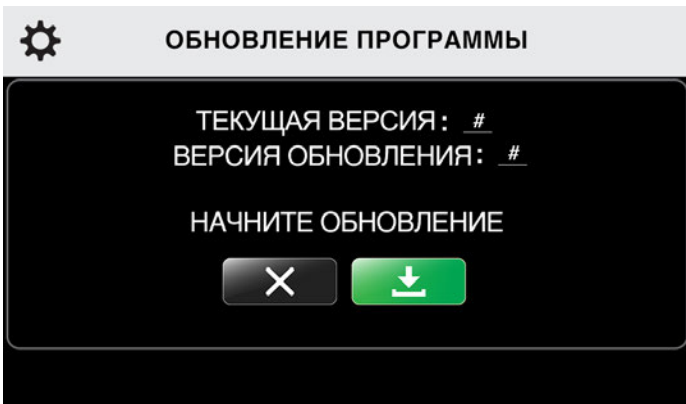 ОБНОВЛЕНИЕ ПРОГРАММЫ
ТЕКУЩАЯ ВЕРСИЯ: #
ВЕРСИЯ ОБНОВЛЕНИЯ: #
НАЧНИТЕ ОБНОВЛЕНИЕ